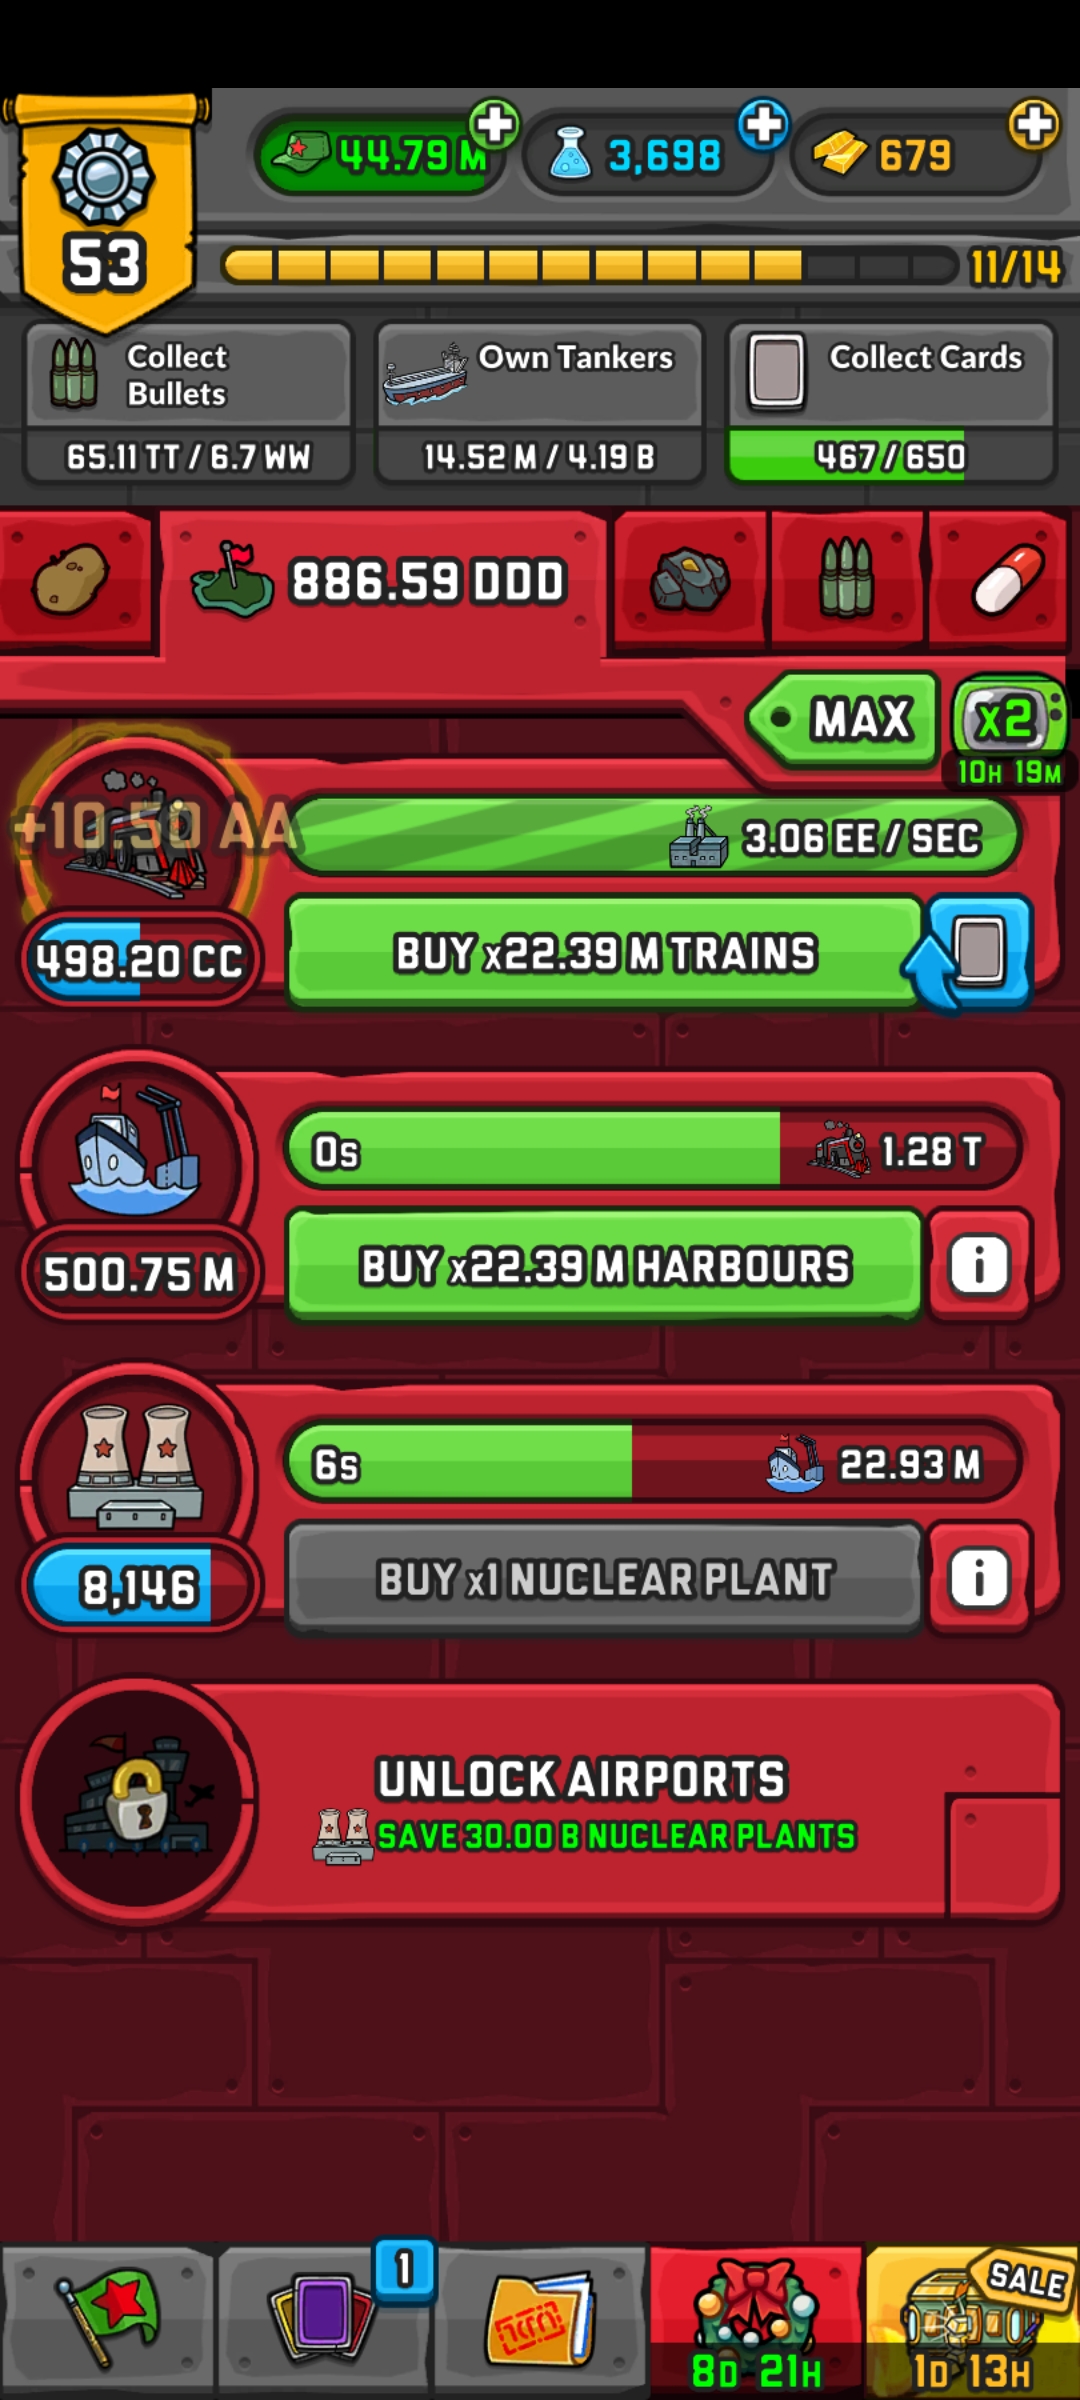 44.79 M
3,698
679
53
11/14
Collect
Bullets
65.11 TT / 6.7 WW
Own Tankers
14.52 M / 4.19 B
Collect Cards
467/650
886.59 DDD
MAX
x2
10H 19M
+10.50 AA
3.06 EE / SEC
498.20 CC
BUY x22.39 M TRAINS
0s
1.28 T
500.75 M
BUY x22.39 M HARBOURS
6s
22.93 M
8,146
BUY x1 NUCLEAR PLANT
UNLOCK AIRPORTS
SAVE 30.00 B NUCLEAR PLANTS
1
SALE
8D 21H
1D 13H